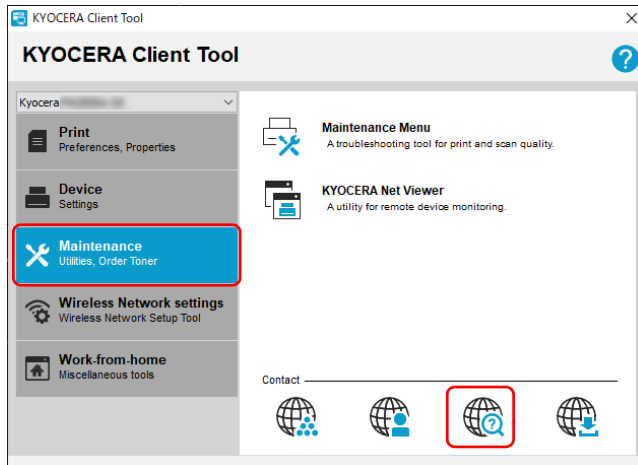 KYOCERA Client Tool
KYOCERA Client Tool
Kyocera
Print
Preferences, Properties
Device
Settings
Maintenance
Utilities, Order Toner
Wireless Network settings
Wireless Network Setup Tool
Work-from-home
Miscellaneous tools
Maintenance Menu
A troubleshooting tool for print and scan quality.
KYOCERA Net Viewer
A utility for remote device monitoring.
Contact